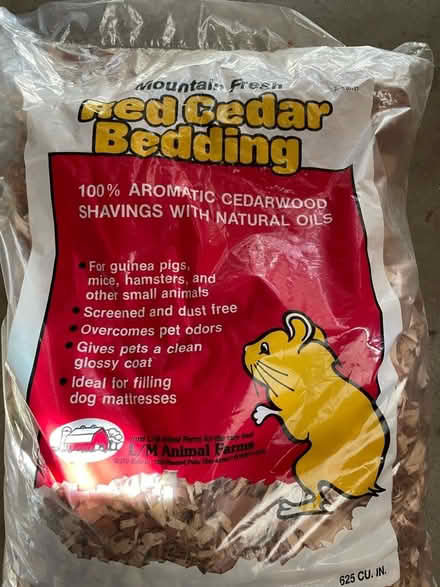 Mountain Fresh
Red Cedar
Bedding
100% AROMATIC CEDARWOOD
SHAVINGS WITH NATURAL OILS
• For guinea pigs,
mice, hamsters, and
other small animals
• Screened and dust free
• Overcomes pet odors
• Gives pets a clean
glossy coat
• Ideal for filling
dog mattresses
L/M Animal Farms
625 CU. IN.